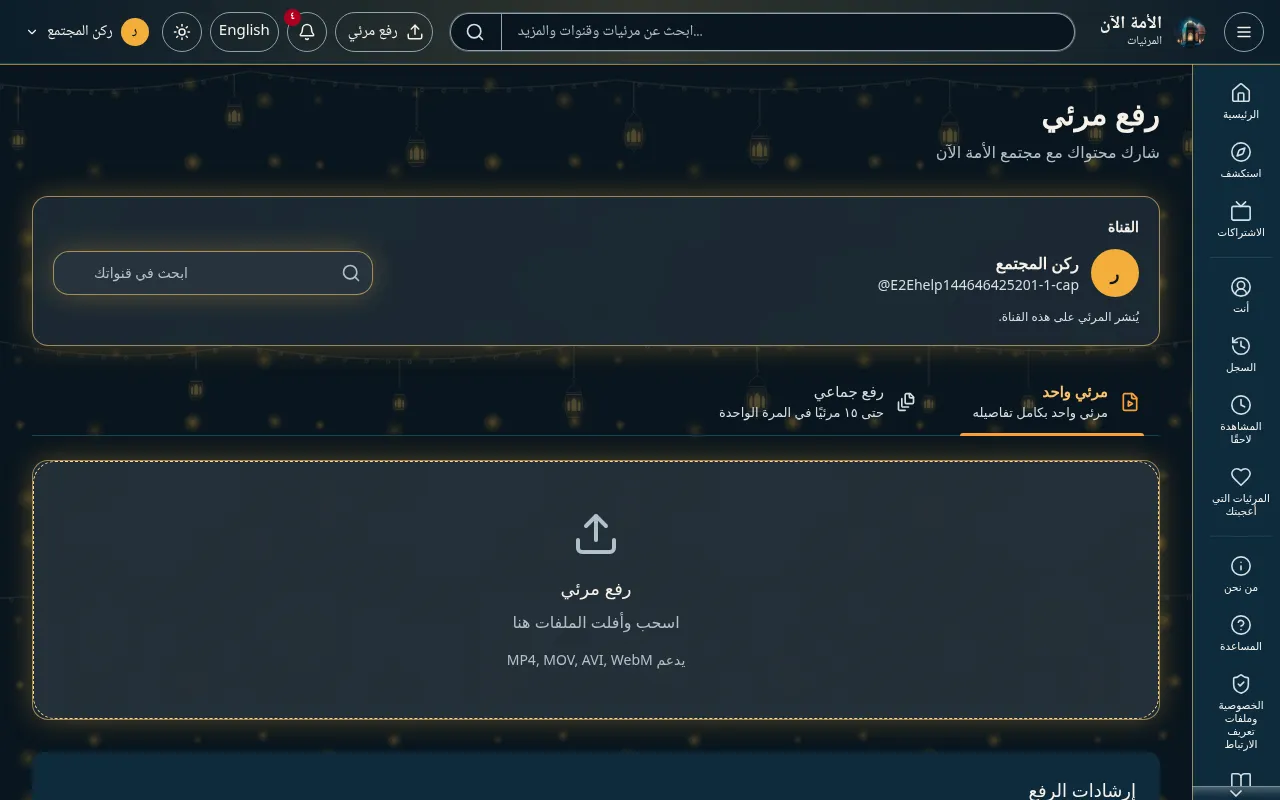 الأمة الآن
المرئيات
ابحث عن مرئيات وقنوات والمزيد...
رفع مرئي
٤
English
ر
ركن المجتمع
الرئيسية
استكشف
الاشتراكات
أنت
السجل
المشاهدة
لاحقًا
المرئيات التي
أعجبتك
من نحن
المساعدة
الخصوصية
وملفات
تعريف
الارتباط
رفع مرئي
شارك محتواك مع مجتمع الأمة الآن
القناة
ر
ركن المجتمع
@E2Ehelp144646425201-1-cap
يُنشر المرئي على هذه القناة.
ابحث في قنواتك
مرئي واحد
مرئي واحد بكامل تفاصيله
رفع جماعي
حتى ١٥ مرئيًا في المرة الواحدة
رفع مرئي
اسحب وأفلت الملفات هنا
يدعم MP4, MOV, AVI, WebM
إرشادات الرفع